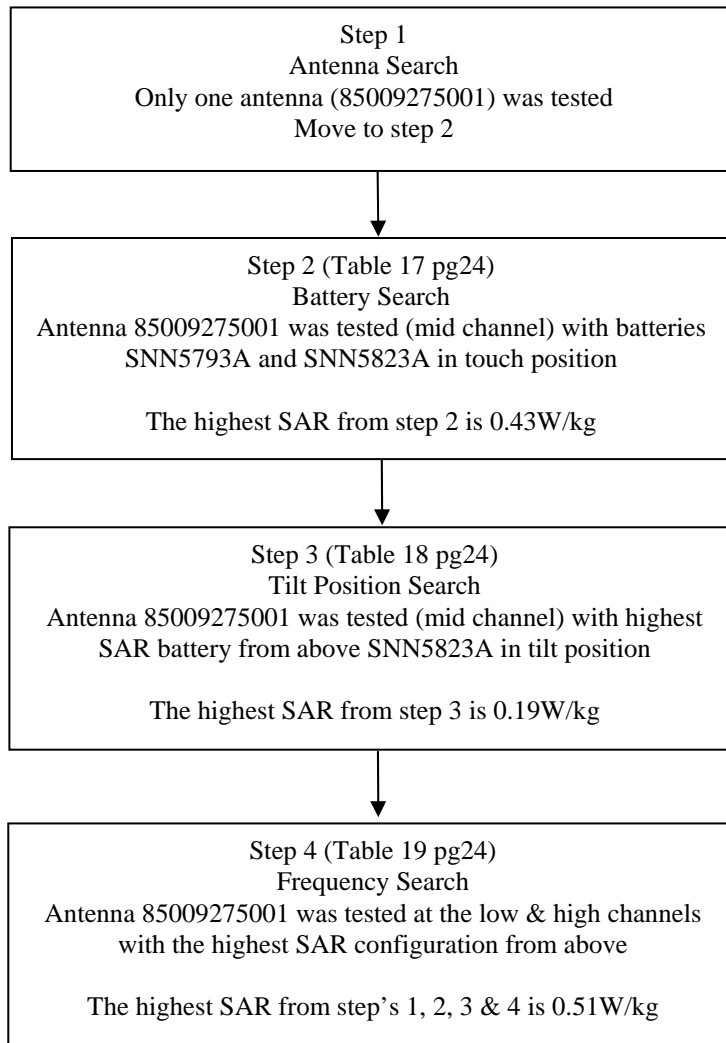 Step 1
Antenna Search
Only one antenna (85009275001) was tested
Move to step 2
Step 2 (Table 17 pg24)
Battery Search
Antenna 85009275001 was tested (mid channel) with batteries
SNN5793A and SNN5823A in touch position
The highest SAR from step 2 is 0.43W/kg
Step 3 (Table 18 pg24)
Tilt Position Search
Antenna 85009275001 was tested (mid channel) with highest
SAR battery from above SNN5823A in tilt position
The highest SAR from step 3 is 0.19W/kg
Step 4 (Table 19 pg24)
Frequency Search
Antenna 85009275001 was tested at the low & high channels
with the highest SAR configuration from above
The highest SAR from step’s 1, 2, 3 & 4 is 0.51W/kg